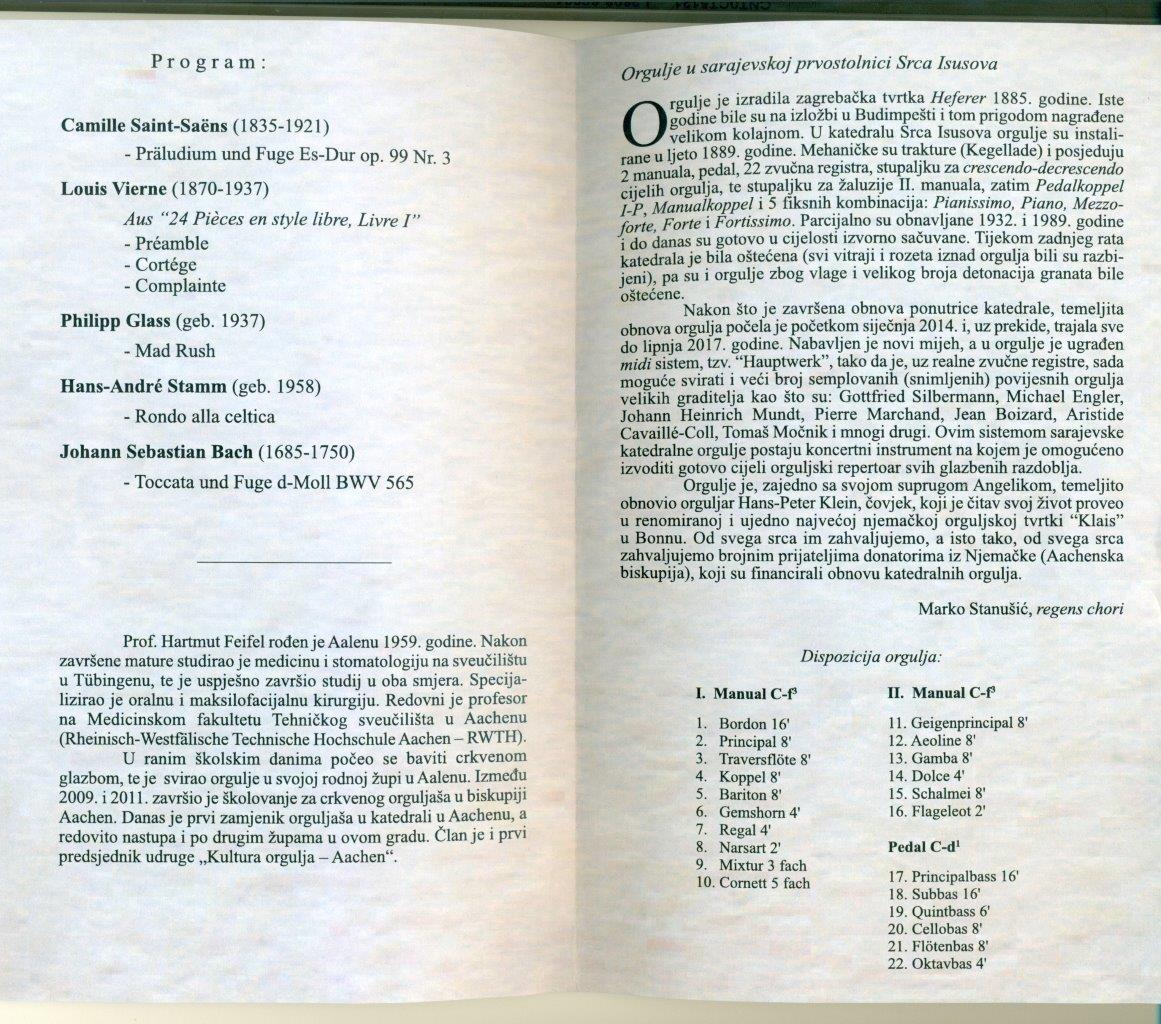 Program:
Camille Saint-Saëns (1835-1921)
- Präludium und Fuge Es-Dur op. 99 Nr. 3
Louis Vierne (1870-1937)
Aus “24 Pièces en style libre, Livre I”
- Préamble
- Cortége
- Complainte
Philipp Glass (geb. 1937)
- Mad Rush
Hans-André Stamm (geb. 1958)
- Rondo alla celtica
Johann Sebastian Bach (1685-1750)
- Toccata und Fuge d-Moll BWV 565
Prof. Hartmut Feifel rođen je Aalenu 1959. godine. Nakon
završene mature studirao je medicinu i stomatologiju na sveučilištu
u Tübingenu, te je uspješno završio studij u oba smjera. Specija-
lizirao je oralnu i maksilofacijalnu kirurgiju. Redovni je profesor
na Medicinskom fakultetu Tehničkog sveučilišta u Aachenu
(Rheinisch-Westfälische Technische Hochschule Aachen – RWTH).
U ranim školskim danima počeo se baviti crkvenom
glazbom, te je svirao orgulje u svojoj rodnoj župi u Aalenu. Između
2009. i 2011. završio je školovanje za crkvenog orguljaša u biskupiji
Aachen. Danas je prvi zamjenik orguljaša u katedrali u Aachenu, a
redovito nastupa i po drugim župama u ovom gradu. Član je i prvi
predsjednik udruge „Kultura orgulja – Aachen“.
Orgulje u sarajevskoj prvostolnici Srca Isusova
Orgulje je izradila zagrebačka tvrtka Heferer 1885. godine. Iste
godine bile su na izložbi u Budimpešti i tom prigodom nagrađene
velikom kolajnom. U katedralu Srca Isusova orgulje su instali-
rane u ljeto 1889. godine. Mehaničke su trakture (Kegellade) i posjeduju
2 manuala, pedal, 22 zvučna registra, stupaljku za crescendo-decrescendo
cijelih orgulja, te stupaljku za žaluzije II. manuala, zatim Pedalkoppel
I-P, Manualkoppel i 5 fiksnih kombinacija: Pianissimo, Piano, Mezzo-
forte, Forte i Fortissimo. Parcijalno su obnavljane 1932. i 1989. godine
i do danas su gotovo u cijelosti izvorno sačuvane. Tijekom zadnjeg rata
katedrala je bila oštećena (svi vitraji i rozeta iznad orgulja bili su razbi-
jeni), pa su i orgulje zbog vlage i velikog broja detonacija granata bile
oštećene.
Nakon što je završena obnova ponutrice katedrale, temeljita
obnova orgulja počela je početkom siječnja 2014. i, uz prekide, trajala sve
do lipnja 2017. godine. Nabavljen je novi mijeh, a u orgulje je ugrađen
midi sistem, tzv. “Hauptwerk”, tako da je, uz realne zvučne registre, sada
moguće svirati i veći broj semplovanih (snimljenih) povijesnih orgulja
velikih graditelja kao što su: Gottfried Silbermann, Michael Engler,
Johann Heinrich Mundt, Pierre Marchand, Jean Boizard, Aristide
Cavaillé-Coll, Tomaš Močnik i mnogi drugi. Ovim sistemom sarajevske
katedralne orgulje postaju koncertni instrument na kojem je omogućeno
izvoditi gotovo cijeli orguljski repertoar svih glazbenih razdoblja.
Orgulje je, zajedno sa svojom suprugom Angelikom, temeljito
obnovio orguljar Hans-Peter Klein, čovjek, koji je čitav svoj život proveo
u renomiranoj i ujedno najvećoj njemačkoj orguljskoj tvrtki “Klais”
u Bonnu. Od svega srca im zahvaljujemo, a isto tako, od svega srca
zahvaljujemo brojnim prijateljima donatorima iz Njemačke (Aachenska
biskupija), koji su financirali obnovu katedralnih orgulja.
Marko Stanušić, regens chori
Dispozicija orgulja:
I. Manual C-f³
1. Bordon 16'
2. Principal 8'
3. Traversflöte 8'
4. Koppel 8'
5. Bariton 8'
6. Gemshorn 4'
7. Regal 4'
8. Narsart 2'
9. Mixtur 3 fach
10. Cornett 5 fach
II. Manual C-f³
11. Geigenprincipal 8'
12. Aeoline 8'
13. Gamba 8'
14. Dolce 4'
15. Schalmei 8'
16. Flageleot 2'
Pedal C-d¹
17. Principalbass 16'
18. Subbas 16'
19. Quintbass 6'
20. Cellobas 8'
21. Flötenbas 8'
22. Oktavbas 4'